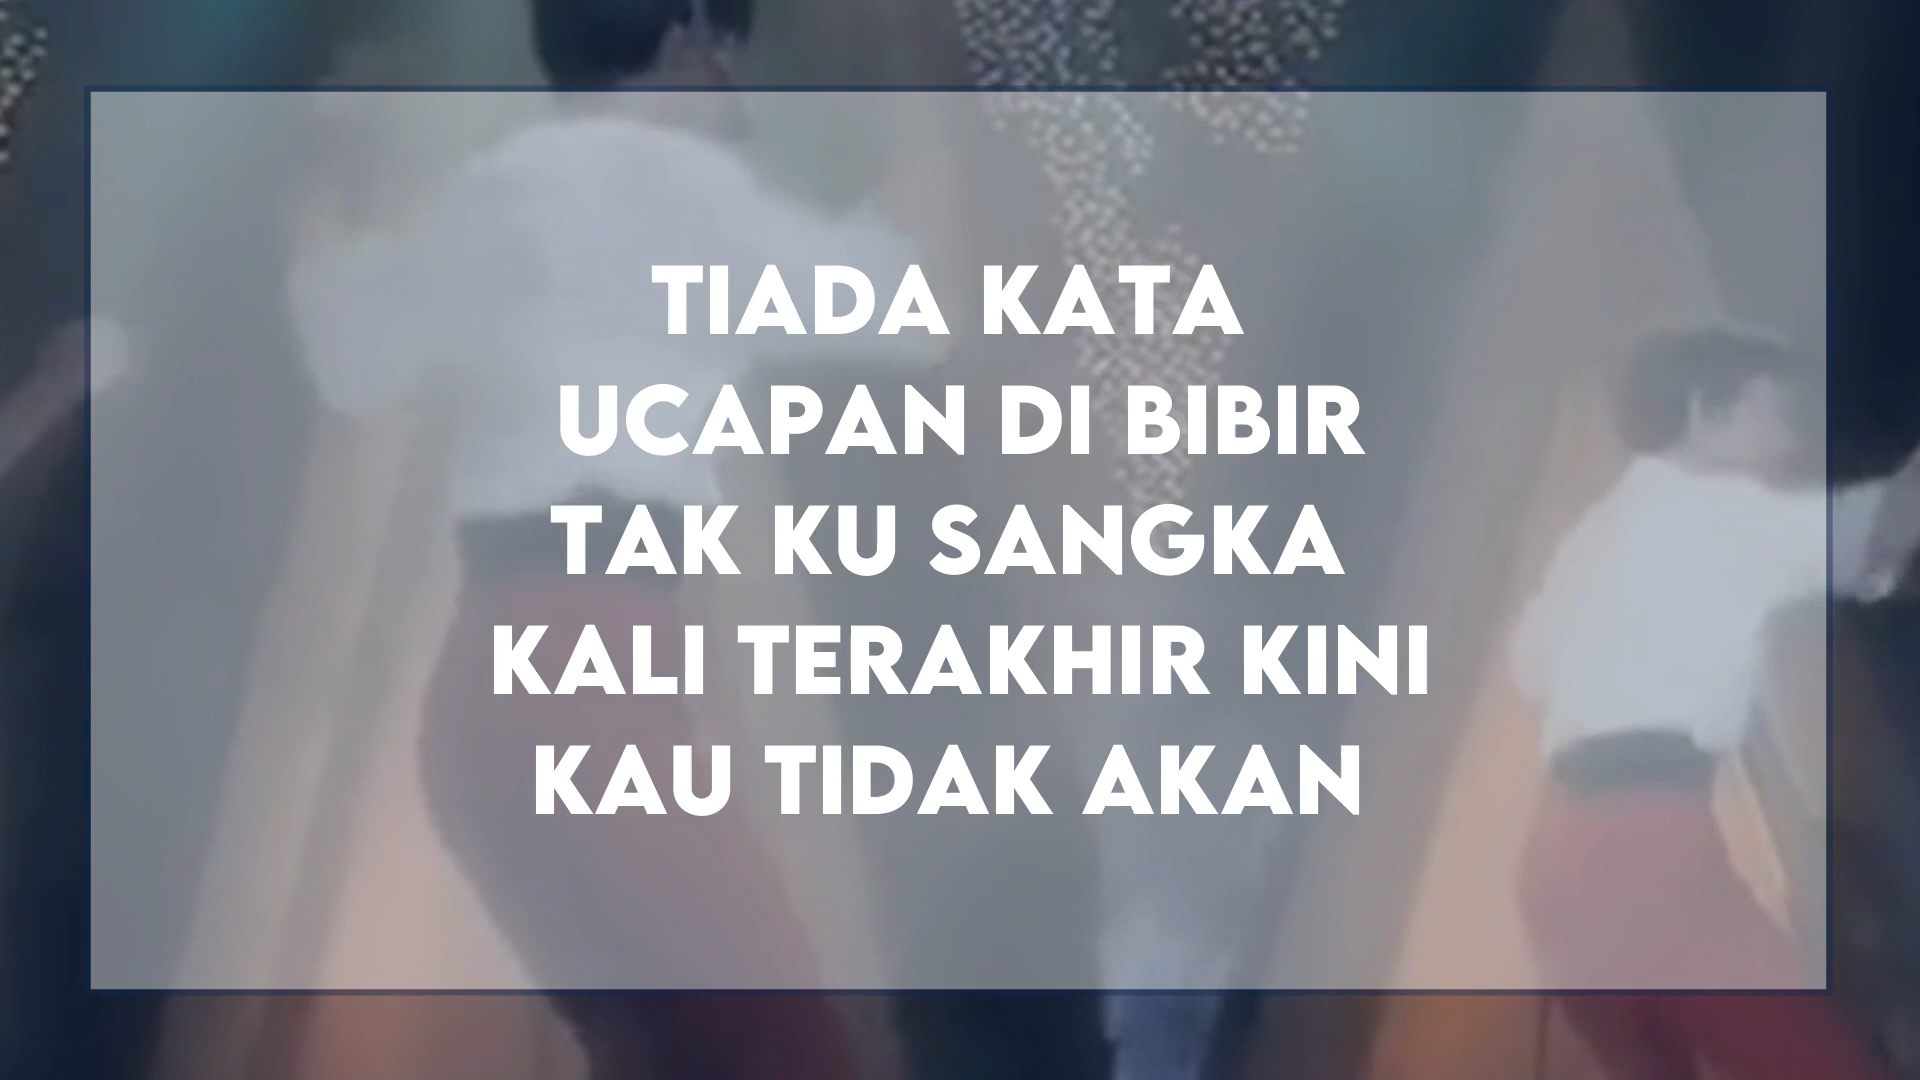 TIADA KATA
UCAPAN DI BIBIR
TAK KU SANGKA
KALI TERAKHIR KINI
KAU TIDAK AKAN